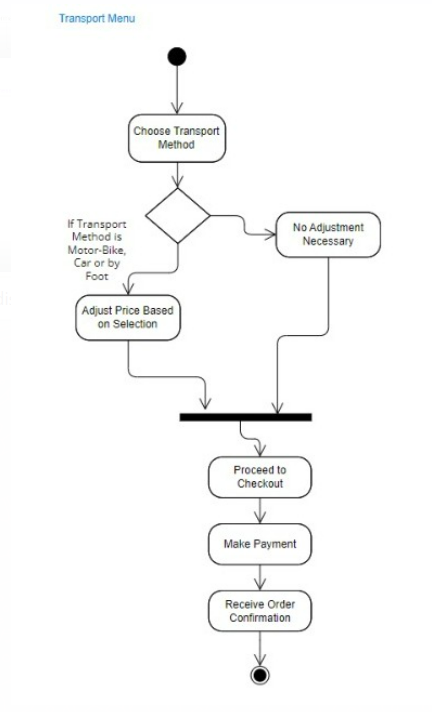 Transport Menu
Choose Transport
Method
If Transport
Method is
Motor-Bike,
Car or by
Foot
No Adjustment
Necessary
Adjust Price Based
on Selection
Proceed to
Checkout
Make Payment
Receive Order
Confirmation